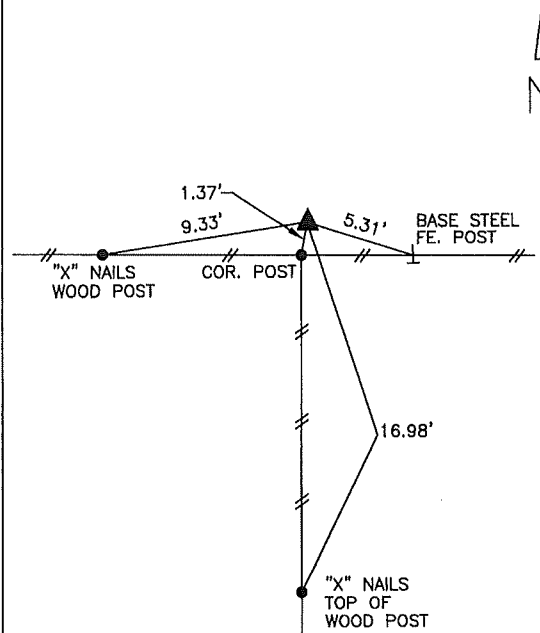 N
1.37'
9.33'
5.31'
BASE STEEL
FE. POST
"X" NAILS
WOOD POST
COR. POST
16.98'
"X" NAILS
TOP OF
WOOD POST